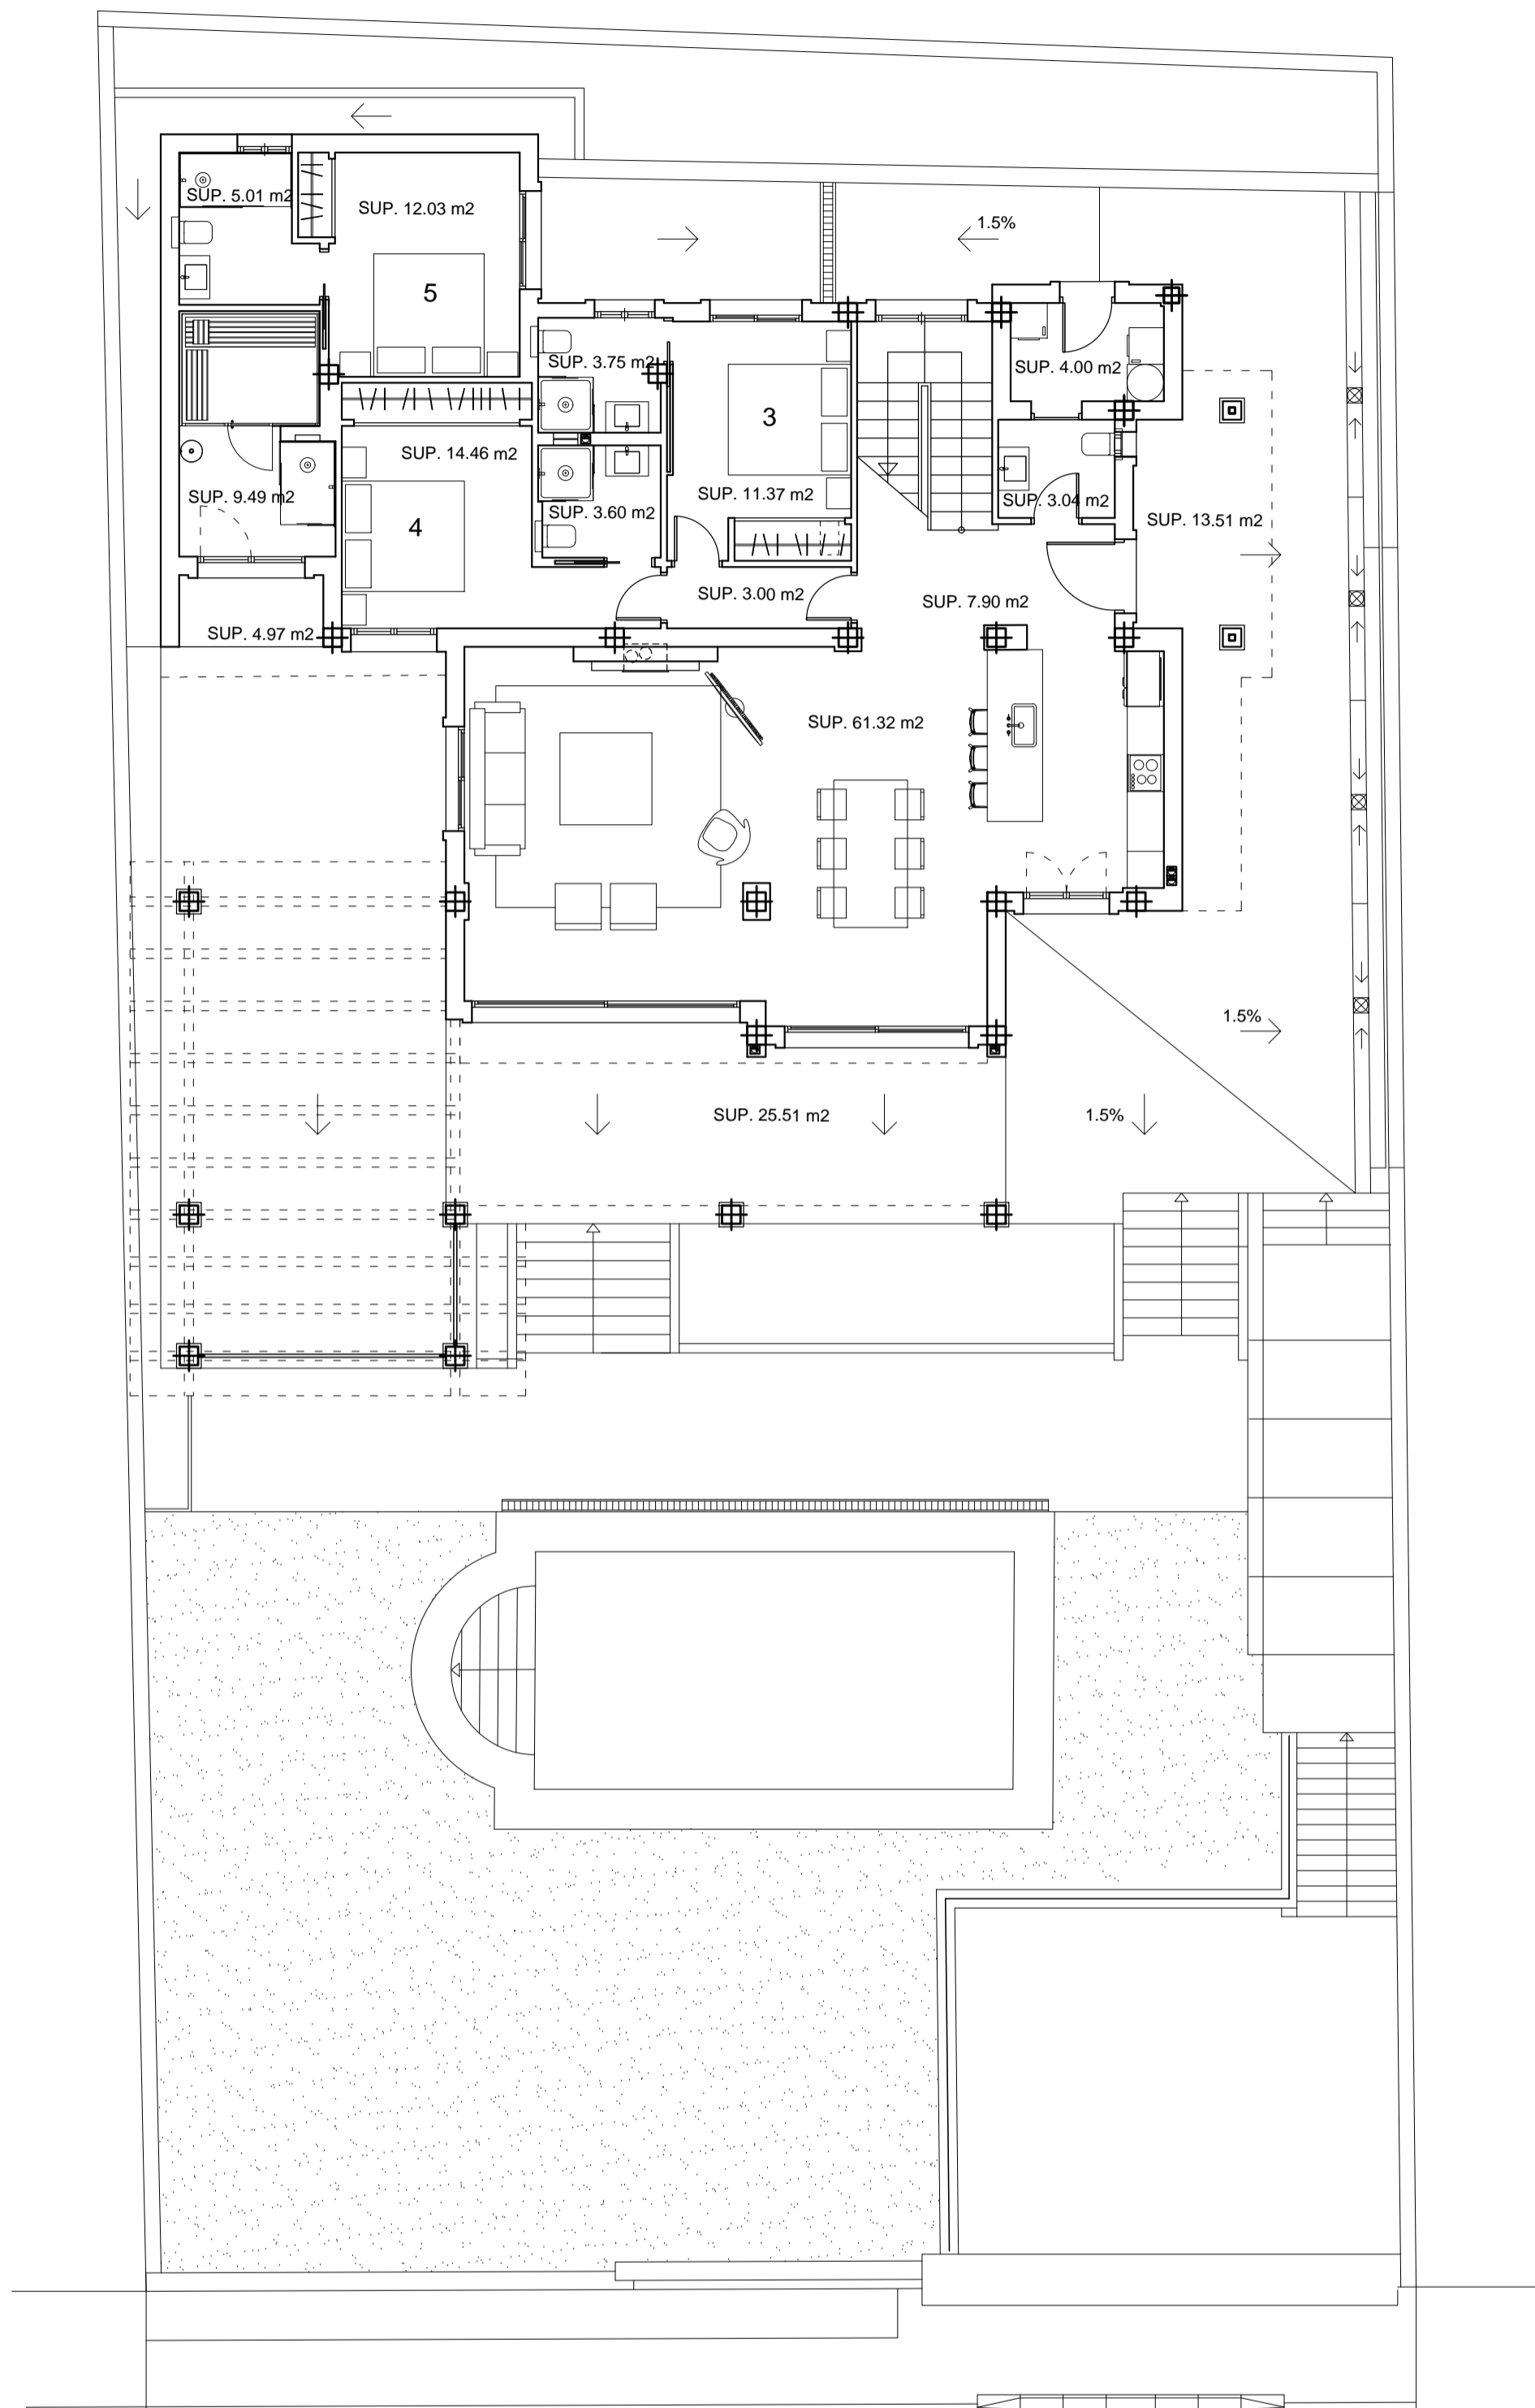 SUP. 5.01 m2
SUP. 12.03 m2
1.5%
5
SUP. 3.75 m2
SUP. 4.00 m2
3
SUP. 14.46 m2
SUP. 9.49 m2
SUP. 11.37 m2
SUP. 3.04 m2
4
SUP. 3.60 m2
SUP. 13.51 m2
SUP. 3.00 m2
SUP. 7.90 m2
SUP. 4.97 m2
SUP. 61.32 m2
1.5%
SUP. 25.51 m2
1.5%